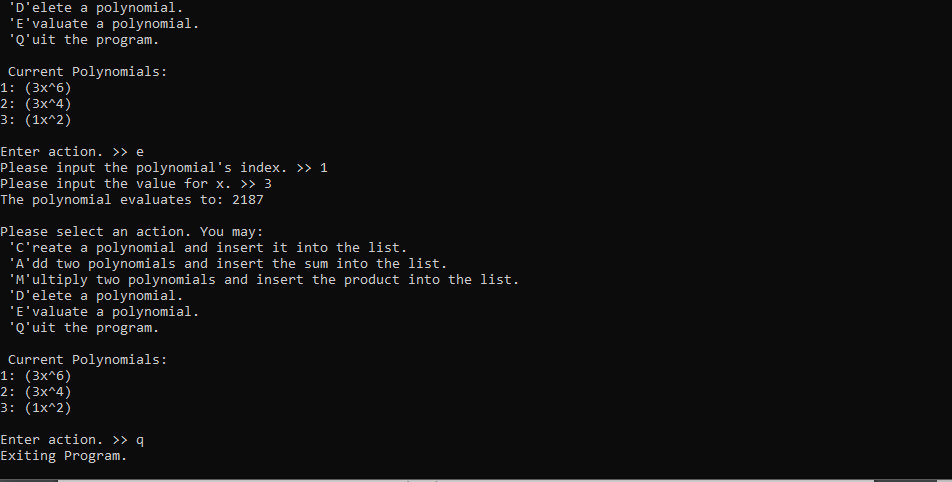 'D'elete a polynomial.
'E'valuate a polynomial.
'Q'uit the program.
Current Polynomials:
1: (3x^6)
2: (3x^4)
3: (1x^2)
Enter action. >> e
Please input the polynomial's index. >> 1
Please input the value for x. >> 3
The polynomial evaluates to: 2187
Please select an action. You may:
'C'reate a polynomial and insert it into the list.
'A'dd two polynomials and insert the sum into the list.
'M'ultiply two polynomials and insert the product into the list.
'D'elete a polynomial.
'E'valuate a polynomial.
'Q'uit the program.
Current Polynomials:
1: (3x^6)
2: (3x^4)
3: (1x^2)
Enter action. >> q
Exiting Program.